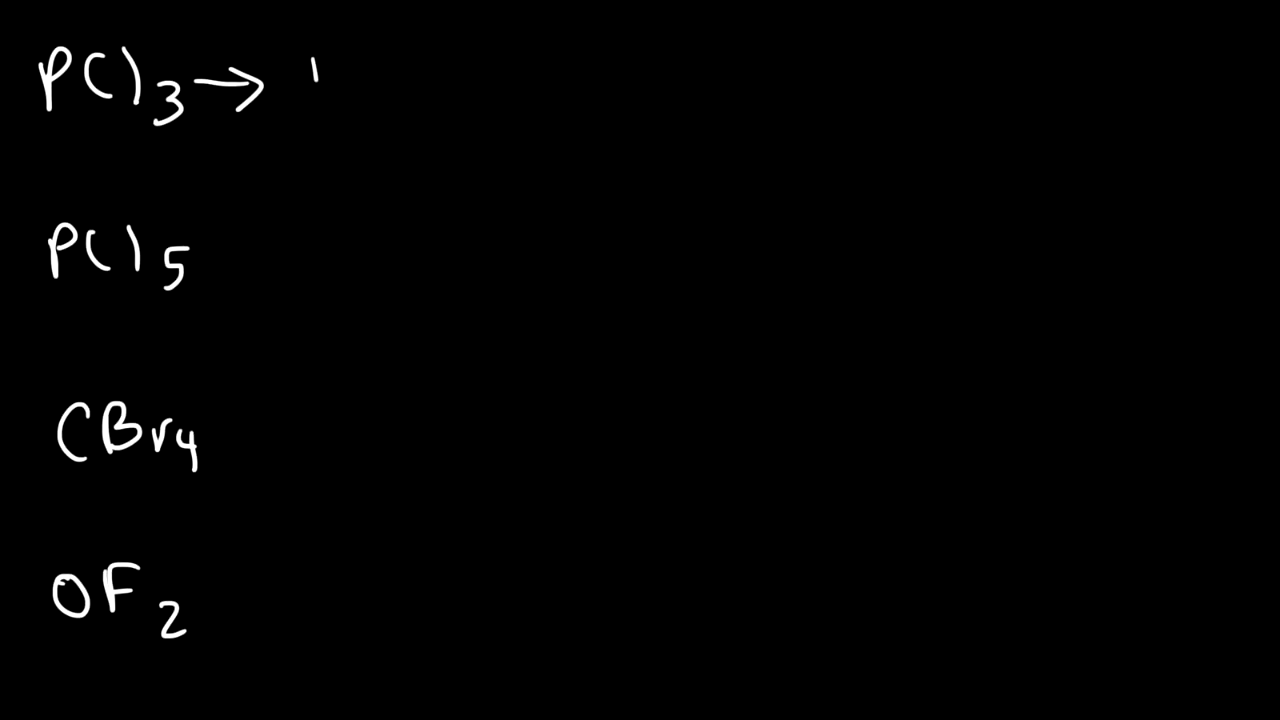 PCl₃ →
PCl₅
CBr₄
OF₂